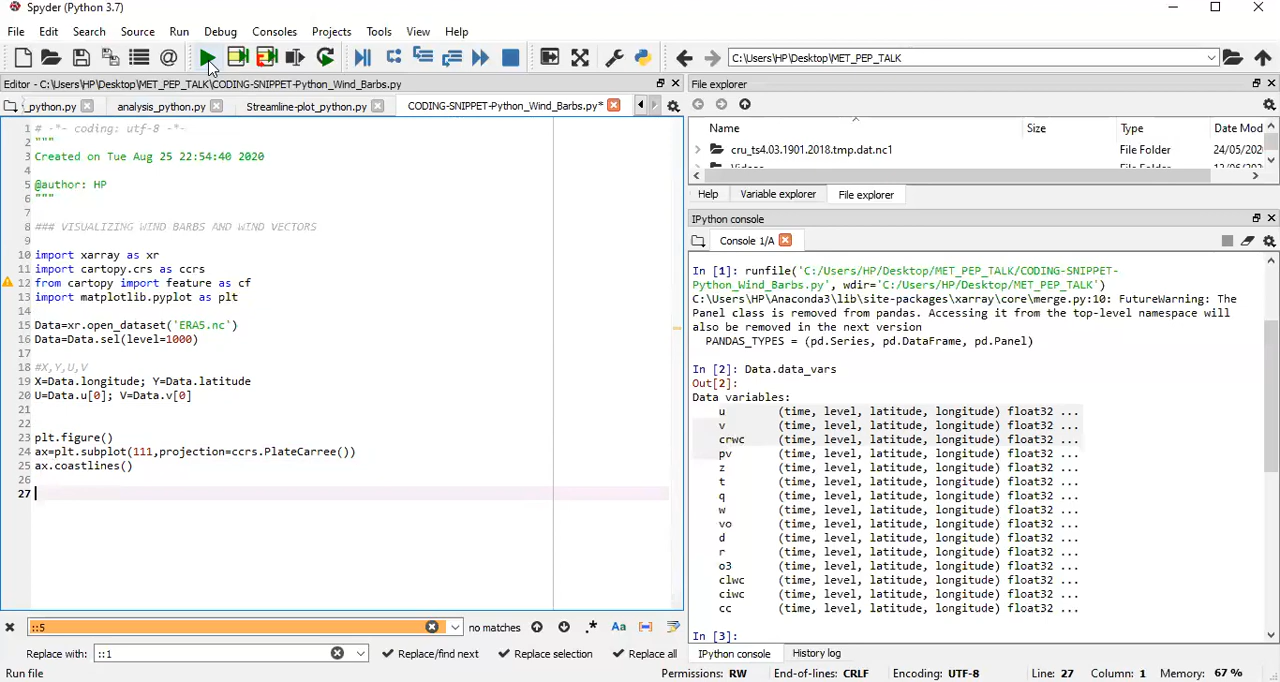 Spyder (Python 3.7)
File Edit Search Source Run Debug Consoles Projects Tools View Help
C:\Users\HP\Desktop\MET_PEP_TALK
Editor - C:\Users\HP\Desktop\MET_PEP_TALK\CODING-SNIPPET-Python_Wind_Barbs.py
_python.py analysis_python.py Streamline-plot_python.py CODING-SNIPPET-Python_Wind_Barbs.py*
1 # -*- coding: utf-8 -*-
2 """
3 Created on Tue Aug 25 22:54:40 2020
4
5 @author: HP
6 """
7
8 ### VISUALIZING WIND BARBS AND WIND VECTORS
9
10 import xarray as xr
11 import cartopy.crs as ccrs
12 from cartopy import feature as cf
13 import matplotlib.pyplot as plt
14
15 Data=xr.open_dataset('ERA5.nc')
16 Data=Data.sel(level=1000)
17
18 #X,Y,U,V
19 X=Data.longitude; Y=Data.latitude
20 U=Data.u[0]; V=Data.v[0]
21
22
23 plt.figure()
24 ax=plt.subplot(111,projection=ccrs.PlateCarree())
25 ax.coastlines()
26
27
::5 no matches Aa
Replace with: ::1 Replace/find next Replace selection Replace all
File explorer
Name Size Type Date Mod
cru_ts4.03.1901.2018.tmp.dat.nc1 File Folder 24/05/202
Videos File Folder 12/06/202
Help Variable explorer File explorer
IPython console
Console 1/A
In [1]: runfile('C:/Users/HP/Desktop/MET_PEP_TALK/CODING-SNIPPET-
Python_Wind_Barbs.py', wdir='C:/Users/HP/Desktop/MET_PEP_TALK')
C:\Users\HP\Anaconda3\lib\site-packages\xarray\core\merge.py:10: FutureWarning: The
Panel class is removed from pandas. Accessing it from the top-level namespace will
also be removed in the next version
PANDAS_TYPES = (pd.Series, pd.DataFrame, pd.Panel)
In [2]: Data.data_vars
Out[2]:
Data variables:
u (time, level, latitude, longitude) float32 ...
v (time, level, latitude, longitude) float32 ...
crwc (time, level, latitude, longitude) float32 ...
pv (time, level, latitude, longitude) float32 ...
z (time, level, latitude, longitude) float32 ...
t (time, level, latitude, longitude) float32 ...
q (time, level, latitude, longitude) float32 ...
w (time, level, latitude, longitude) float32 ...
vo (time, level, latitude, longitude) float32 ...
d (time, level, latitude, longitude) float32 ...
r (time, level, latitude, longitude) float32 ...
o3 (time, level, latitude, longitude) float32 ...
clwc (time, level, latitude, longitude) float32 ...
ciwc (time, level, latitude, longitude) float32 ...
cc (time, level, latitude, longitude) float32 ...
In [3]:
IPython console History log
Run file Permissions: RW End-of-lines: CRLF Encoding: UTF-8 Line: 27 Column: 1 Memory: 67 %